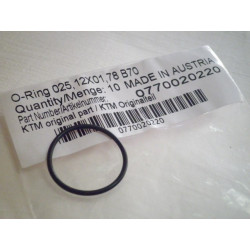 O-Ring 025,12X01,78 B70
Quantity/Menge: 10 MADE IN AUSTRIA
Part Number/Artikelnummer: 0770020220
KTM original part / KTM Originalteil
0770020220